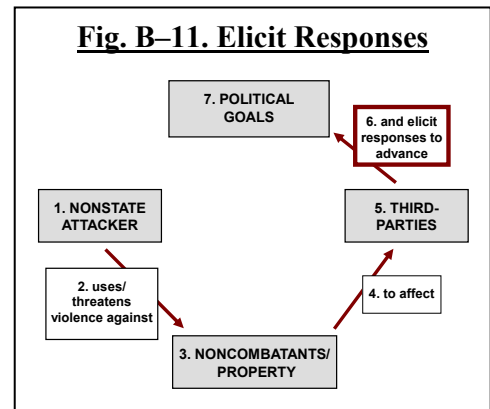 Fig. B–11. Elicit Responses
7. POLITICAL
GOALS
6. and elicit
responses to
advance
1. NONSTATE
ATTACKER
5. THIRD-
PARTIES
2. uses/
threatens
violence against
4. to affect
3. NONCOMBATANTS/
PROPERTY